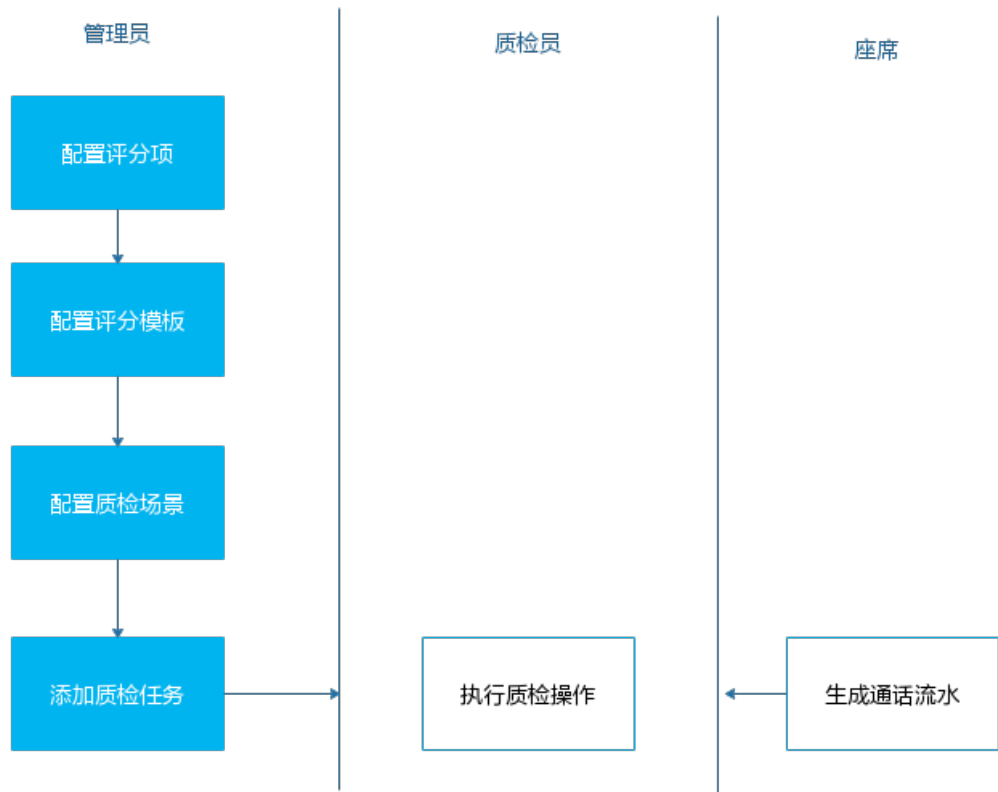 管理员
质检员
座席
配置评分项
配置评分模板
配置质检场景
添加质检任务
执行质检操作
生成通话流水